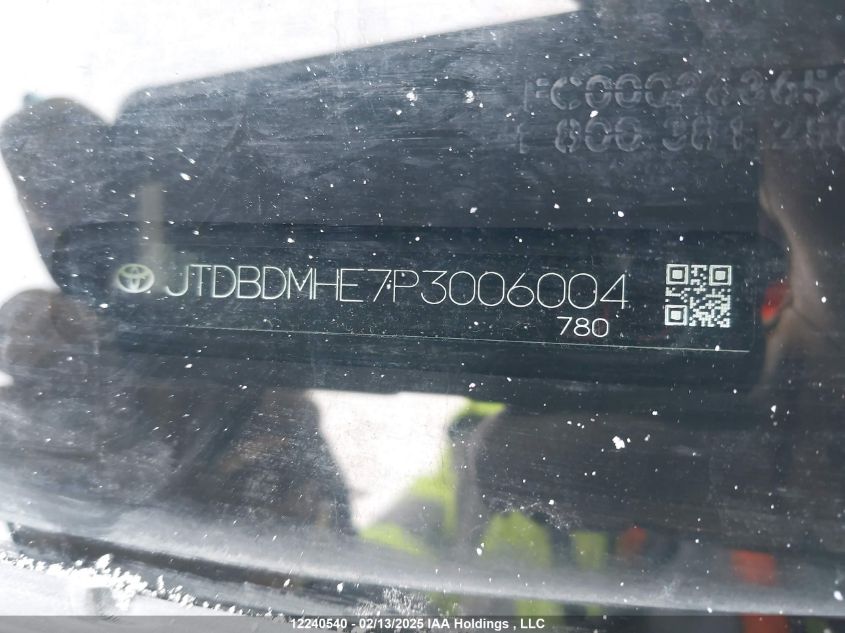 JTDBDMHE7P3006004
780
12240540 - 02/13/2025 IAA Holdings , LLC